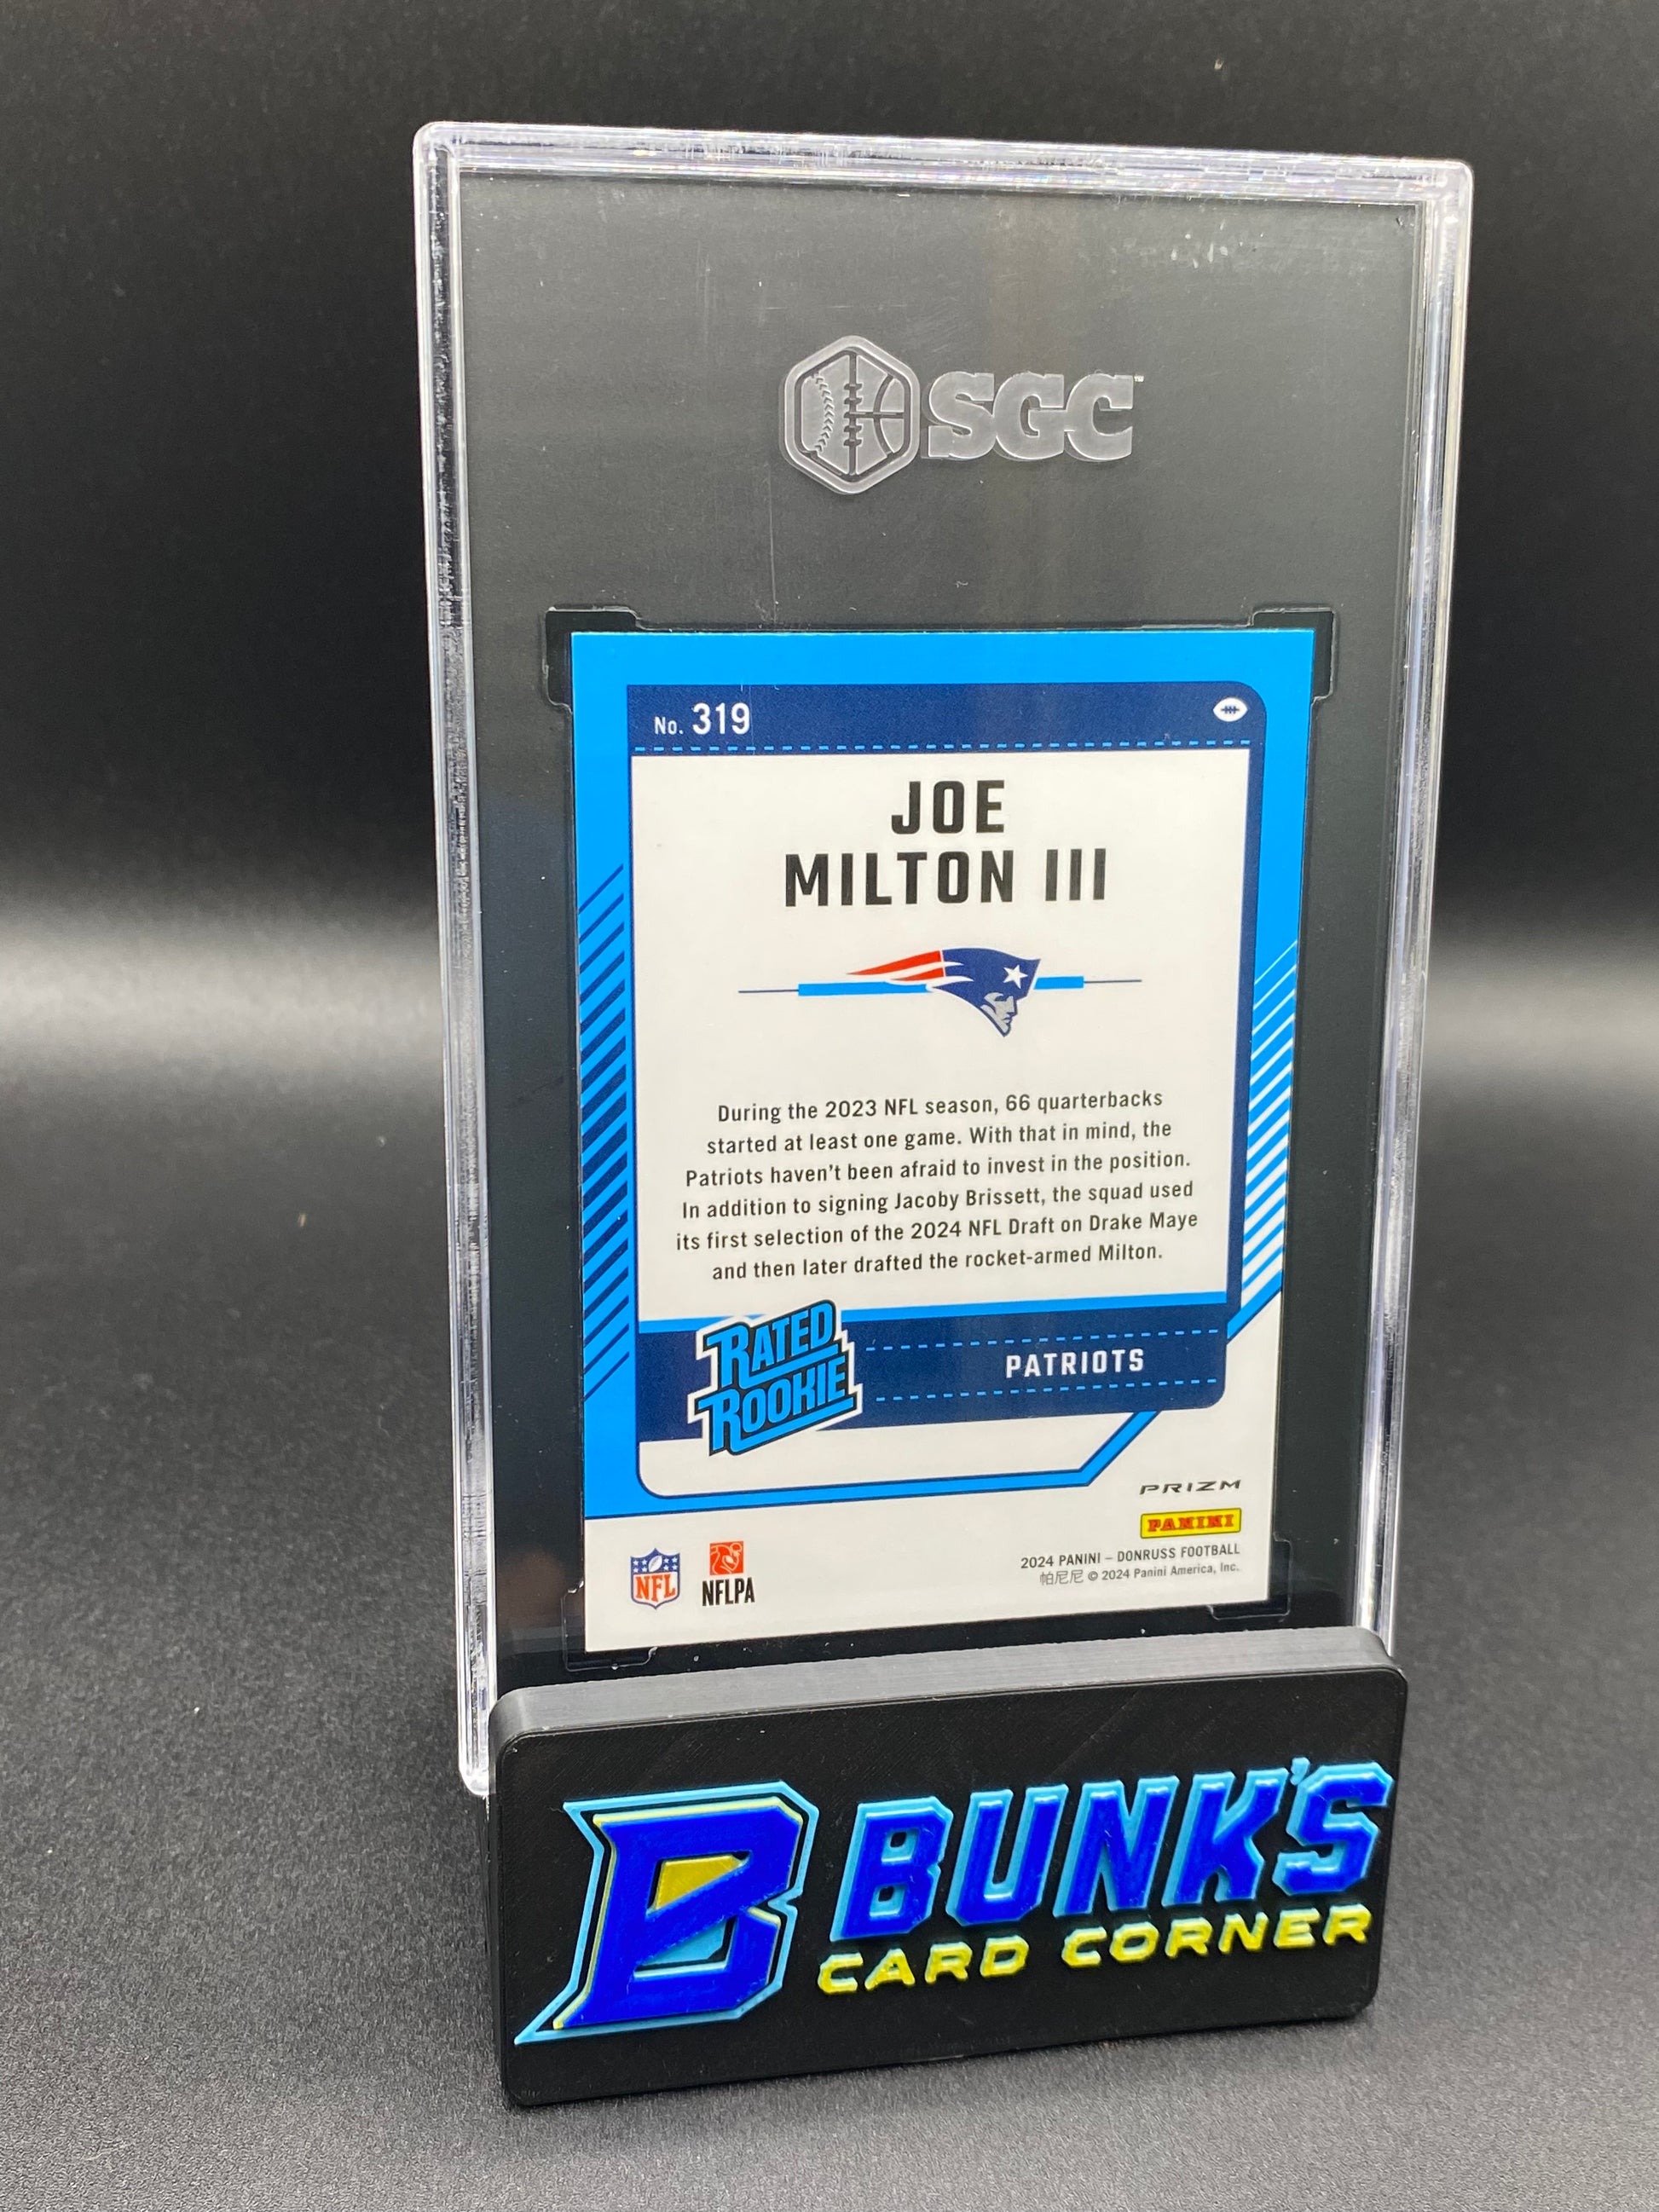 SGC
No. 319
JOE
MILTON III
During the 2023 NFL season, 66 quarterbacks
started at least one game. With that in mind, the
Patriots haven't been afraid to invest in the position.
In addition to signing Jacoby Brissett, the squad used
its first selection of the 2024 NFL Draft on Drake Maye
and then later drafted the rocket-armed Milton.
RATED
ROOKIE
PATRIOTS
PRIZM
PANINI
NFL
NFLPA
2024 PANINI – DONRUSS FOOTBALL
帕尼尼 © 2024 Panini America, Inc.
B BUNK'S
CARD CORNER